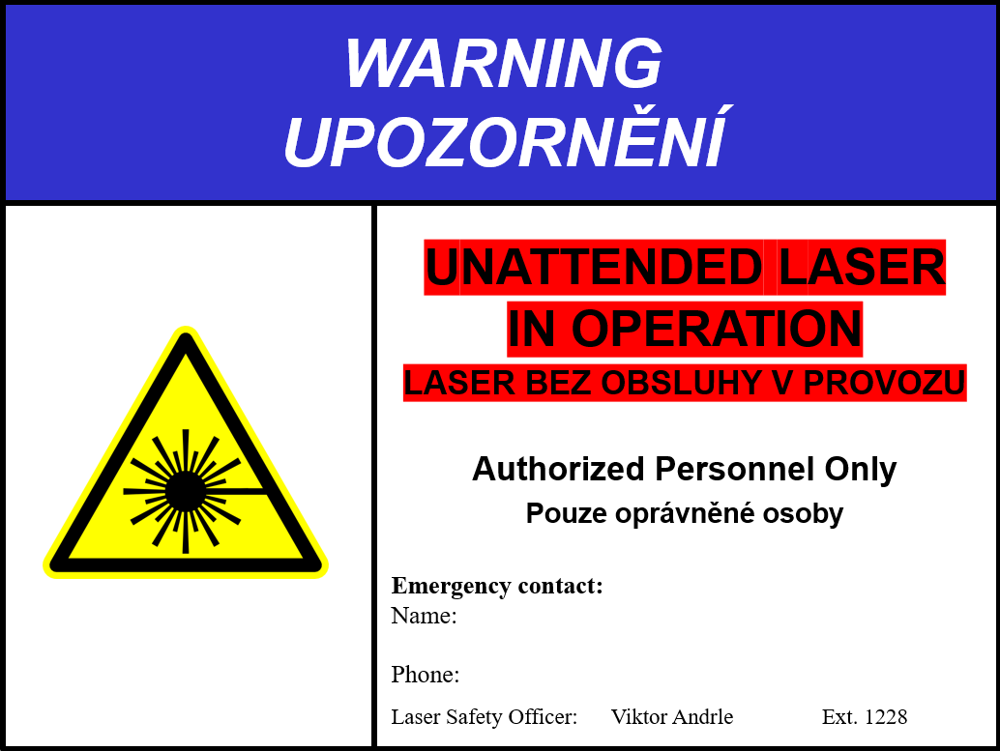 WARNING
UPOZORNĚNÍ
UNATTENDED LASER
IN OPERATION
LASER BEZ OBSLUHY V PROVOZU
Authorized Personnel Only
Pouze oprávněné osoby
Emergency contact:
Name:
Phone:
Laser Safety Officer: Viktor Andrle Ext. 1228